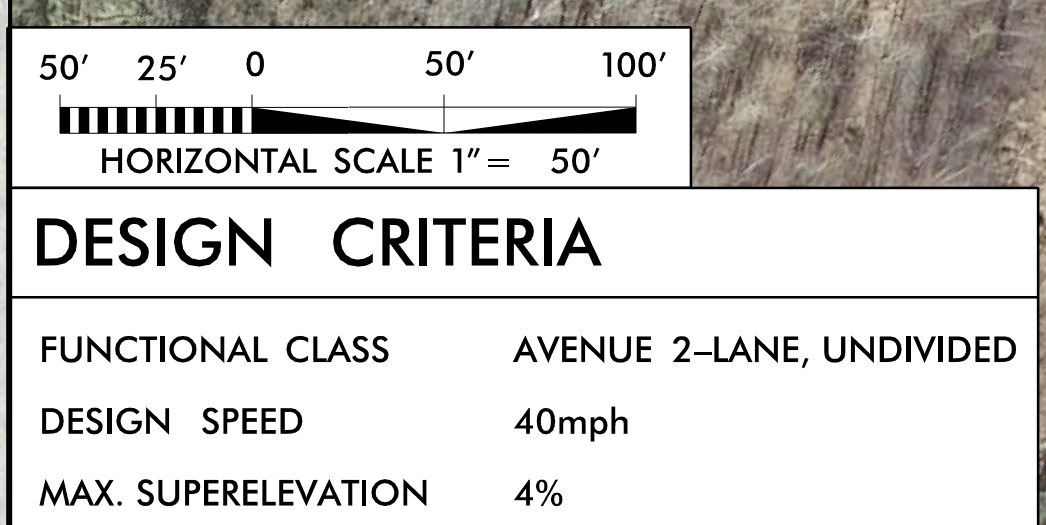 50' 25' 0 50' 100'
HORIZONTAL SCALE 1"= 50'
DESIGN CRITERIA
FUNCTIONAL CLASS AVENUE 2–LANE, UNDIVIDED
DESIGN SPEED 40mph
MAX. SUPERELEVATION 4%